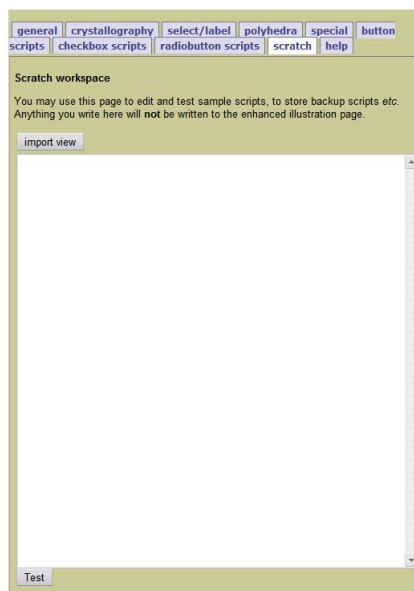 general crystallography select/label polyhedra special button
scripts checkbox scripts radiobutton scripts scratch help
Scratch workspace
You may use this page to edit and test sample scripts, to store backup scripts etc.
Anything you write here will not be written to the enhanced illustration page.
import view
Test